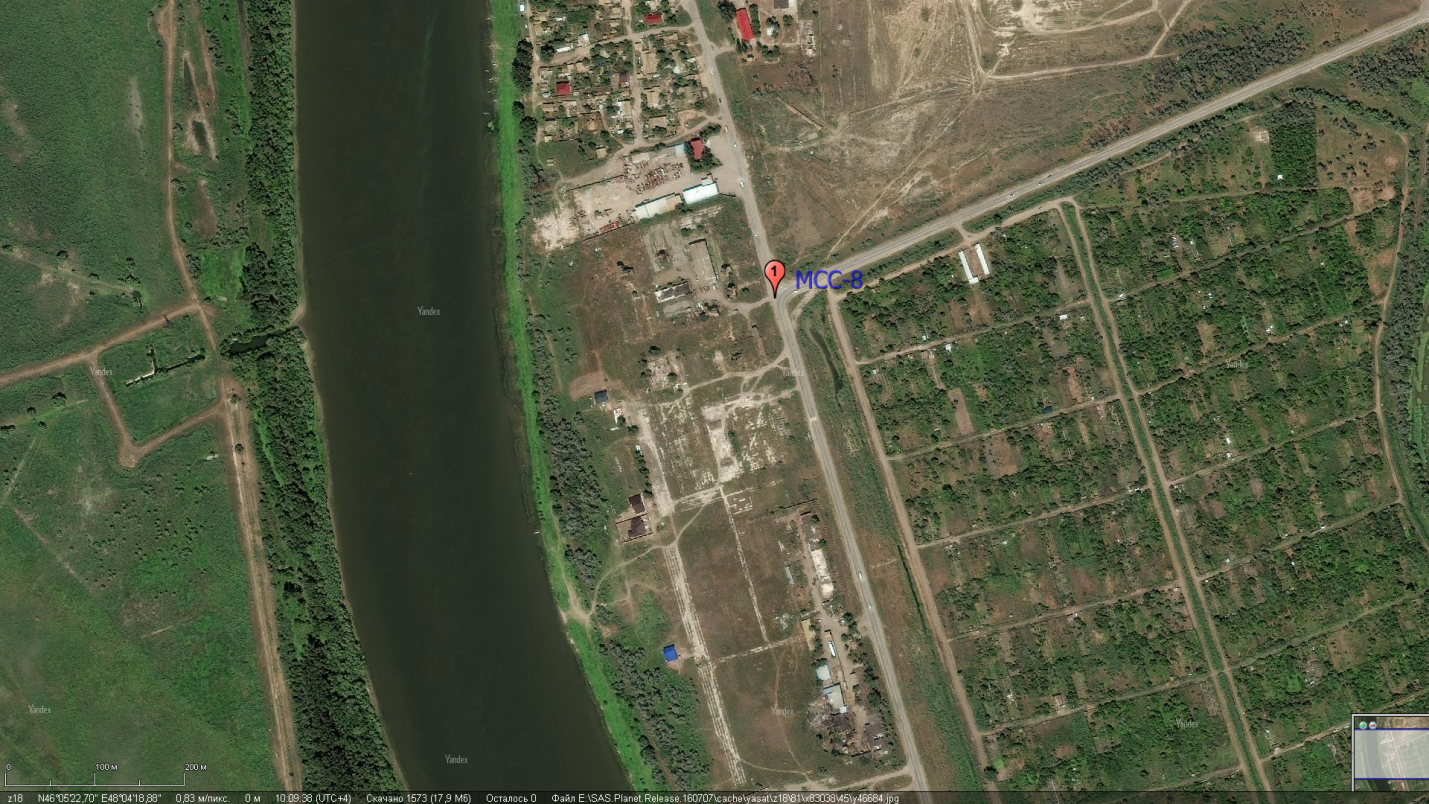 1
МСС-8
Yandex
Yandex
Yandex
Yandex
Yandex
Yandex
Yandex
Yandex
0 100 м 200 м
z18 N46°05'22,70" E48°04'18,88" 0,83 м/пикс. 0 м 10:09:38 (UTC+4) Скачано 1573 (17,9 Мб) Осталось 0 Файл E:\SAS.Planet.Release.160707\cache\yasat\z18\81\x83038\45\y46684.jpg